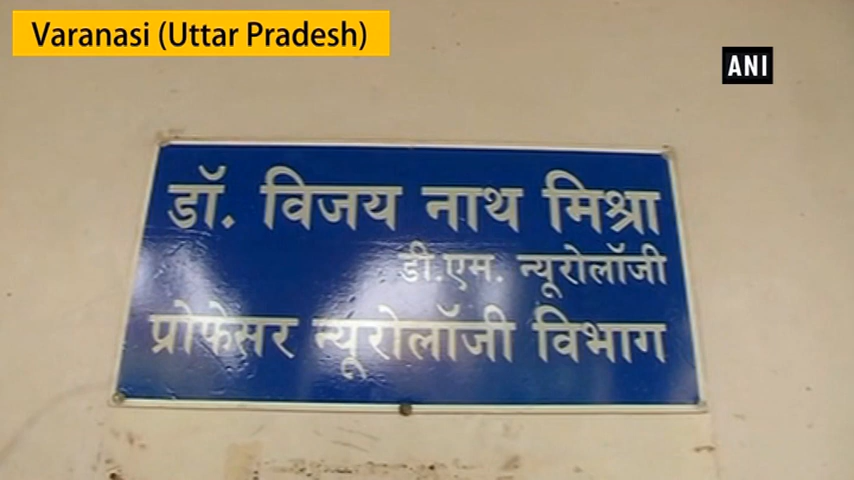 Varanasi (Uttar Pradesh)
ANI
डॉ. विजय नाथ मिश्रा
डी.एम. न्यूरोलॉजी
प्रोफेसर न्यूरोलॉजी विभाग